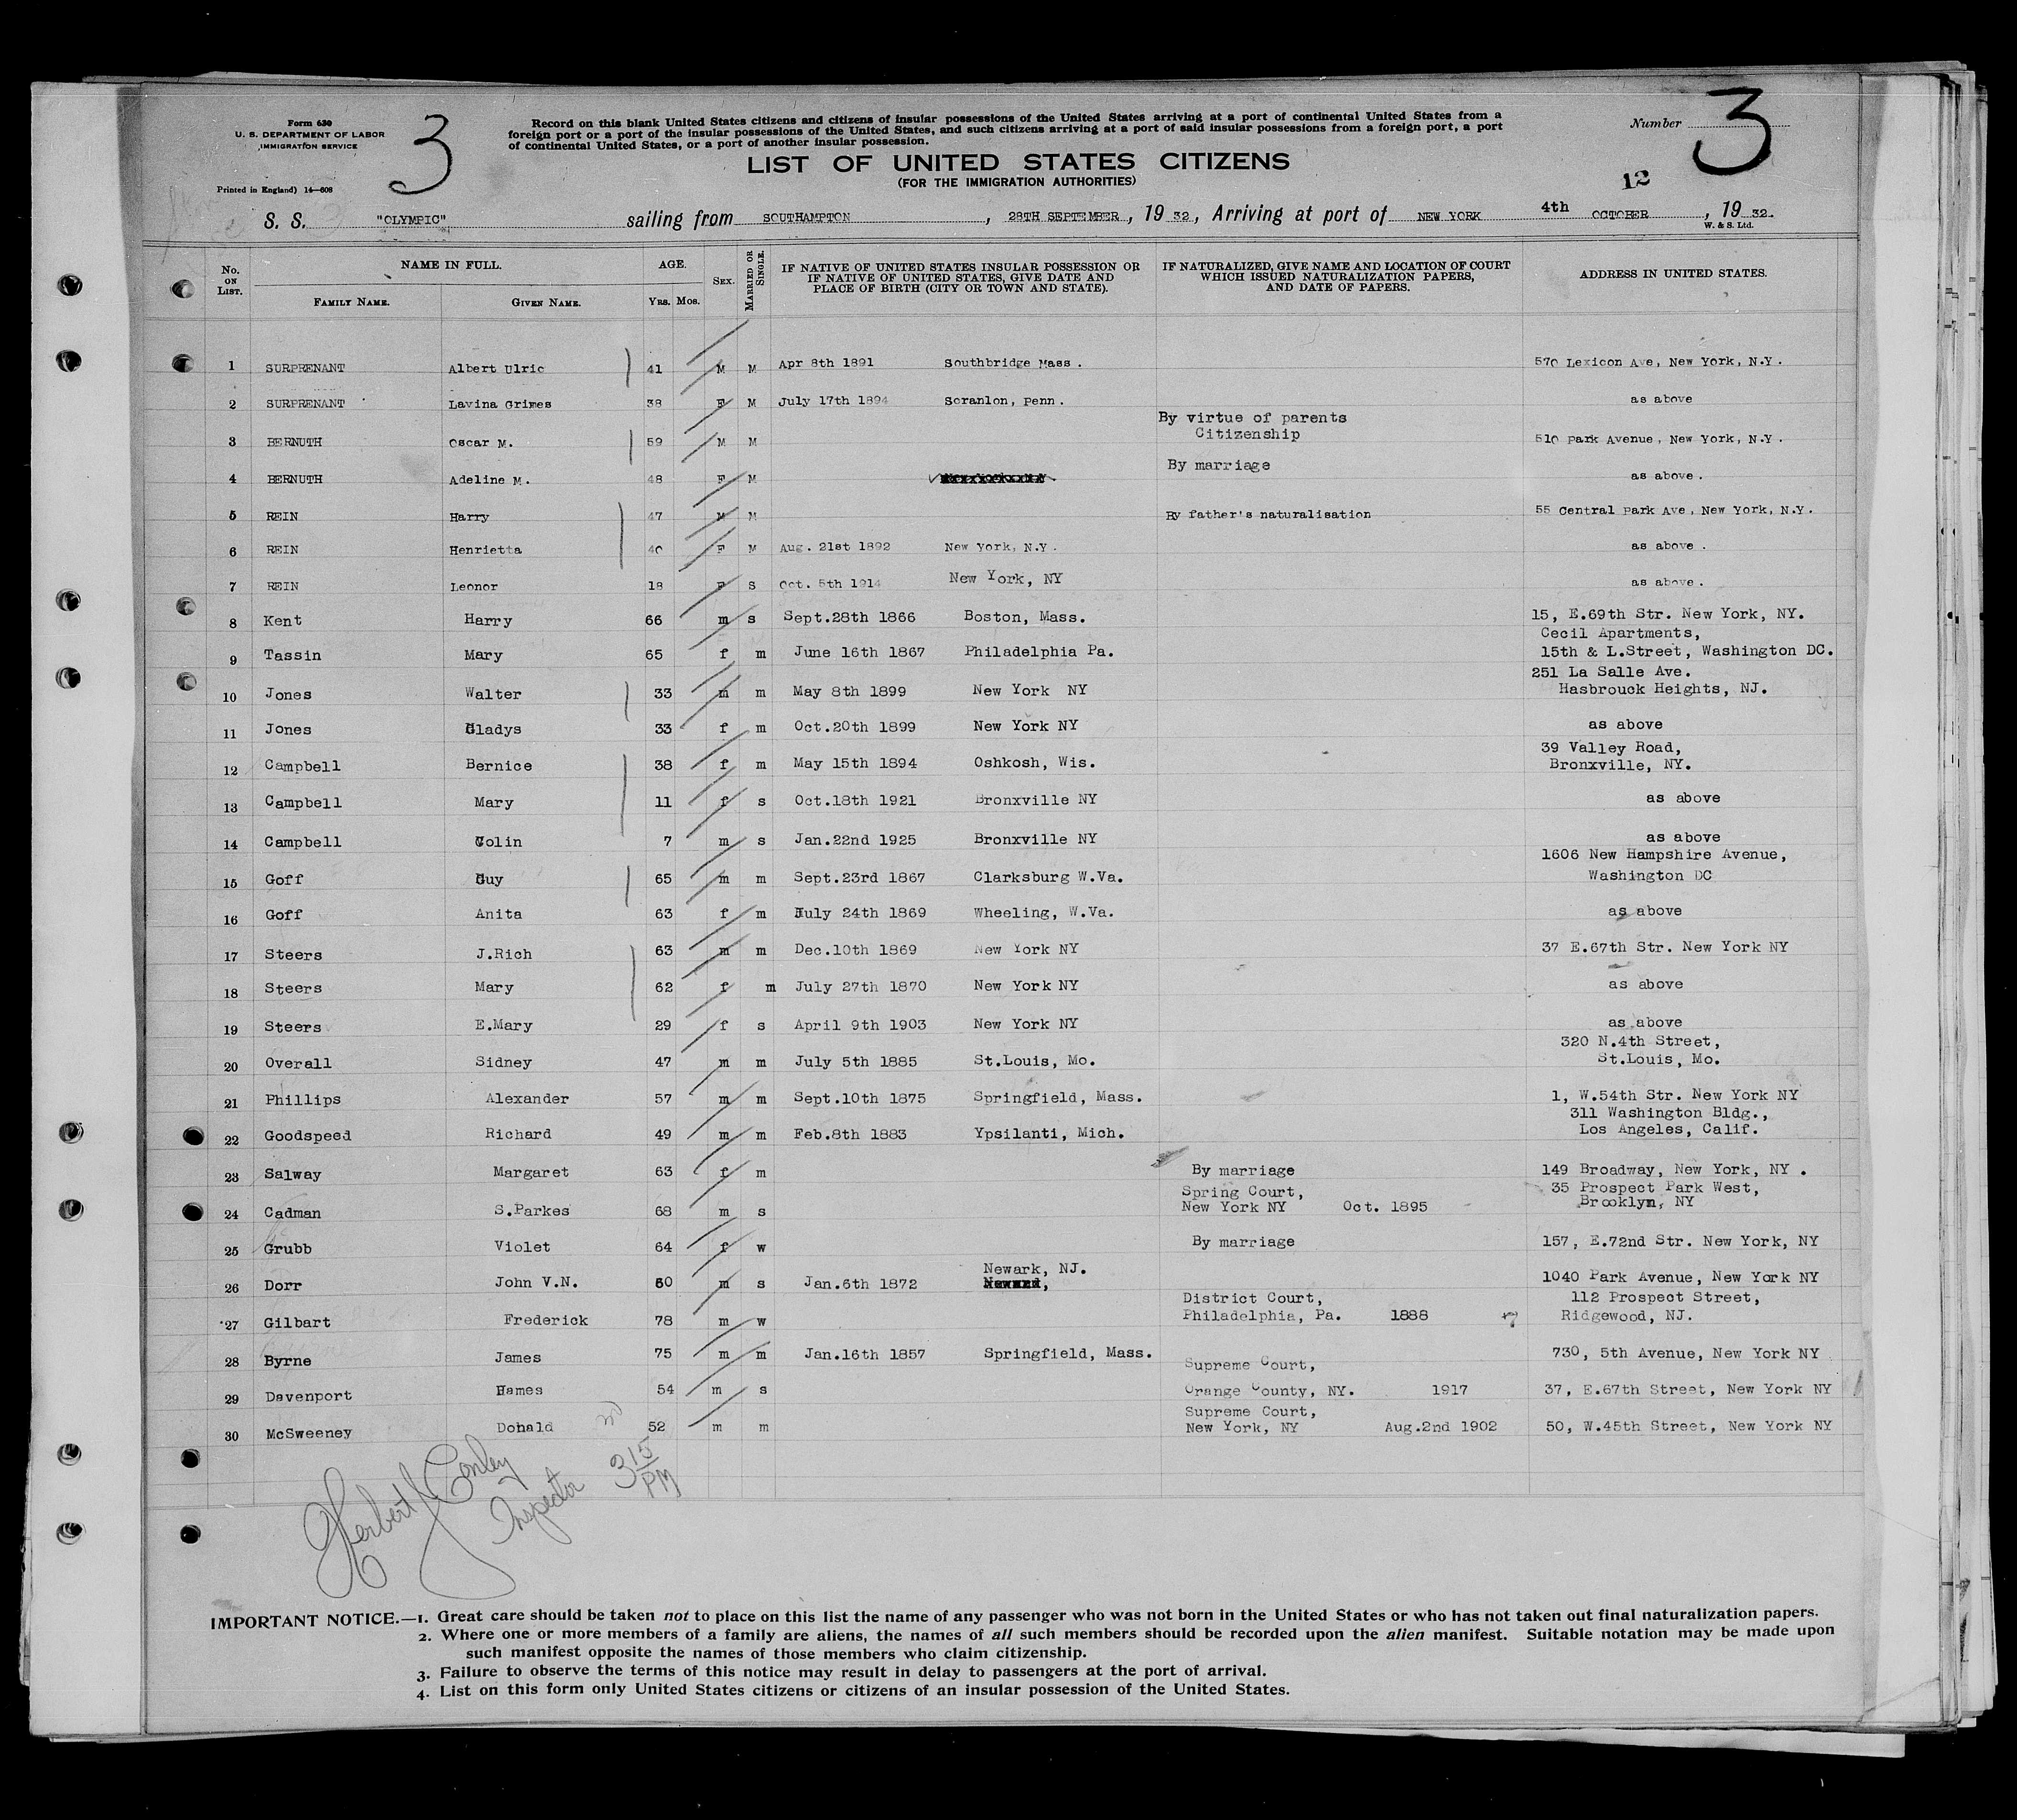 Form 630
U. S. DEPARTMENT OF LABOR
IMMIGRATION SERVICE
Printed in England) 14—608
3
Record on this blank United States citizens and citizens of insular possessions of the United States arriving at a port of continental United States from a
foreign port or a port of the insular possessions of the United States, and such citizens arriving at a port of said insular possessions from a foreign port, a port
of continental United States, or a port of another insular possession.
LIST OF UNITED STATES CITIZENS
(FOR THE IMMIGRATION AUTHORITIES)
Number 3
12
S. S. "OLYMPIC" sailing from SOUTHAMPTON, 28TH SEPTEMBER, 1932, Arriving at port of NEW YORK 4th OCTOBER, 1932.
W. & S. Ltd.
No. ON LIST. NAME IN FULL. FAMILY NAME. GIVEN NAME. AGE. YRS. MOS. SEX. MARRIED OR SINGLE. IF NATIVE OF UNITED STATES INSULAR POSSESSION OR IF NATIVE OF UNITED STATES, GIVE DATE AND PLACE OF BIRTH (CITY OR TOWN AND STATE). IF NATURALIZED, GIVE NAME AND LOCATION OF COURT WHICH ISSUED NATURALIZATION PAPERS, AND DATE OF PAPERS. ADDRESS IN UNITED STATES.
1 SURPRENANT Albert Ulric 41 M M Apr 8th 1891 Southbridge Mass. 570 Lexicon Ave, New York, N.Y.
2 SURPRENANT Lavina Grimes 38 F M July 17th 1894 Scranlon, Penn. as above
3 BERNUTH Oscar M. 59 M M By virtue of parents Citizenship 510 Park Avenue, New York, N.Y.
4 BERNUTH Adeline M. 48 F M By marriage as above.
5 REIN Harry 47 M M By father's naturalisation 55 Central Park Ave, New York, N.Y.
6 REIN Henrietta 40 F M Aug. 21st 1892 New York, N.Y. as above.
7 REIN Leonor 18 F S Oct. 5th 1914 New York, NY as above.
8 Kent Harry 66 m s Sept.28th 1866 Boston, Mass. 15, E.69th Str. New York, NY.
9 Tassin Mary 65 f m June 16th 1867 Philadelphia Pa. Cecil Apartments, 15th & L.Street, Washington DC.
10 Jones Walter 33 m m May 8th 1899 New York NY 251 La Salle Ave. Hasbrouck Heights, NJ.
11 Jones Gladys 33 f m Oct.20th 1899 New York NY as above
12 Campbell Bernice 38 f m May 15th 1894 Oshkosh, Wis. 39 Valley Road, Bronxville, NY.
13 Campbell Mary 11 f s Oct.18th 1921 Bronxville NY as above
14 Campbell Colin 7 m s Jan.22nd 1925 Bronxville NY as above
15 Goff Guy 65 m m Sept.23rd 1867 Clarksburg W.Va. 1606 New Hampshire Avenue, Washington DC
16 Goff Anita 63 f m July 24th 1869 Wheeling, W.Va. as above
17 Steers J.Rich 63 m m Dec.10th 1869 New York NY 37 E.67th Str. New York NY
18 Steers Mary 62 f m July 27th 1870 New York NY as above
19 Steers E.Mary 29 f s April 9th 1903 New York NY as above
20 Overall Sidney 47 m m July 5th 1885 St.Louis, Mo. 320 N.4th Street, St.Louis, Mo.
21 Phillips Alexander 57 m m Sept.10th 1875 Springfield, Mass. 1, W.54th Str. New York NY
22 Goodspeed Richard 49 m m Feb.8th 1883 Ypsilanti, Mich. 311 Washington Bldg., Los Angeles, Calif.
23 Salway Margaret 63 f m By marriage 149 Broadway, New York, NY.
24 Cadman S.Parkes 68 m s Spring Court, New York NY Oct. 1895 35 Prospect Park West, Brooklyn, NY
25 Grubb Violet 64 f w By marriage 157, E.72nd Str. New York, NY
26 Dorr John V.N. 60 m s Jan.6th 1872 Newark, NJ. 1040 Park Avenue, New York NY
27 Gilbart Frederick 78 m w District Court, Philadelphia, Pa. 1888 112 Prospect Street, Ridgewood, NJ.
28 Byrne James 75 m m Jan.16th 1857 Springfield, Mass. 730, 5th Avenue, New York NY
29 Davenport Hames 54 m s Supreme Court, Orange County, NY. 1917 37, E.67th Street, New York NY
30 McSweeney Donald 52 m m Supreme Court, New York, NY Aug.2nd 1902 50, W.45th Street, New York NY
Herbert J Conley
Inspector
315 PM
IMPORTANT NOTICE.—1. Great care should be taken not to place on this list the name of any passenger who was not born in the United States or who has not taken out final naturalization papers.
2. Where one or more members of a family are aliens, the names of all such members should be recorded upon the alien manifest. Suitable notation may be made upon
such manifest opposite the names of those members who claim citizenship.
3. Failure to observe the terms of this notice may result in delay to passengers at the port of arrival.
4. List on this form only United States citizens or citizens of an insular possession of the United States.